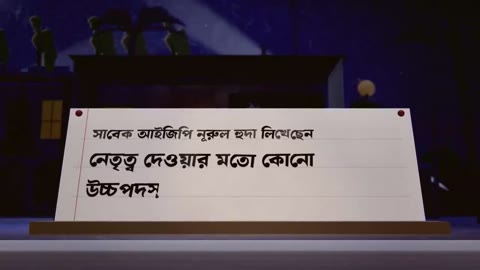 সাবেক আইজিপি নূরুল হুদা লিখেছেন
নেতৃত্ব দেওয়ার মতো কোনো
উচ্চপদস